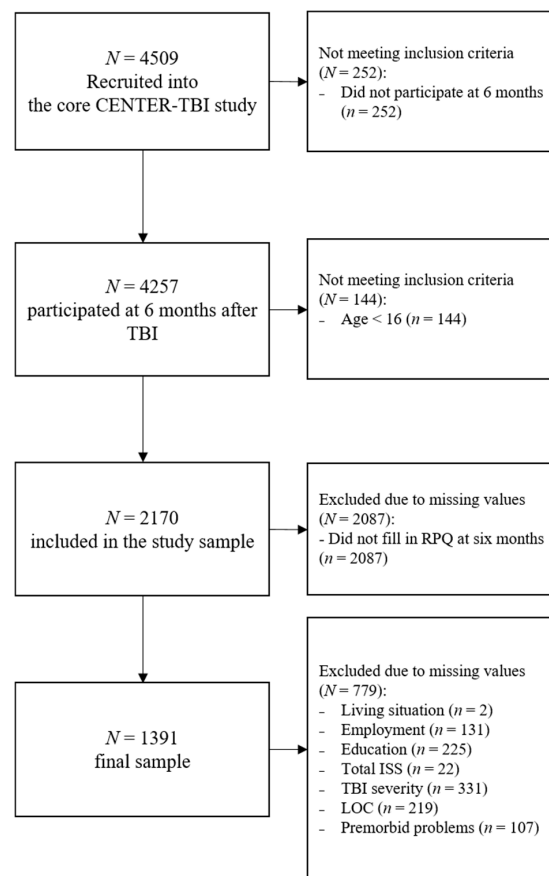 N = 4509
Recruited into
the core CENTER-TBI study
Not meeting inclusion criteria
(N = 252):
- Did not participate at 6 months
(n = 252)
N = 4257
participated at 6 months after
TBI
Not meeting inclusion criteria
(N = 144):
- Age < 16 (n = 144)
N = 2170
included in the study sample
Excluded due to missing values
(N = 2087):
- Did not fill in RPQ at six months
(n = 2087)
N = 1391
final sample
Excluded due to missing values
(N = 779):
- Living situation (n = 2)
- Employment (n = 131)
- Education (n = 225)
- Total ISS (n = 22)
- TBI severity (n = 331)
- LOC (n = 219)
- Premorbid problems (n = 107)